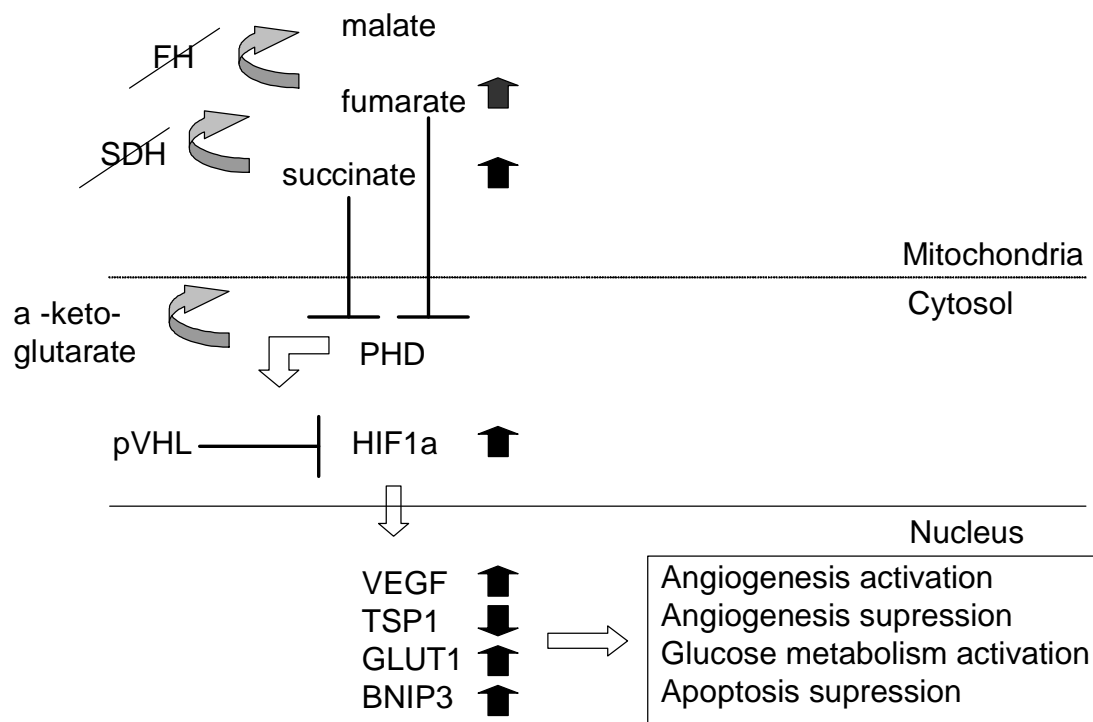 malate
FH
fumarate
SDH
succinate
Mitochondria
Cytosol
a -keto-
glutarate
PHD
pVHL
HIF1a
Nucleus
VEGF
TSP1
GLUT1
BNIP3
Angiogenesis activation
Angiogenesis supression
Glucose metabolism activation
Apoptosis supression